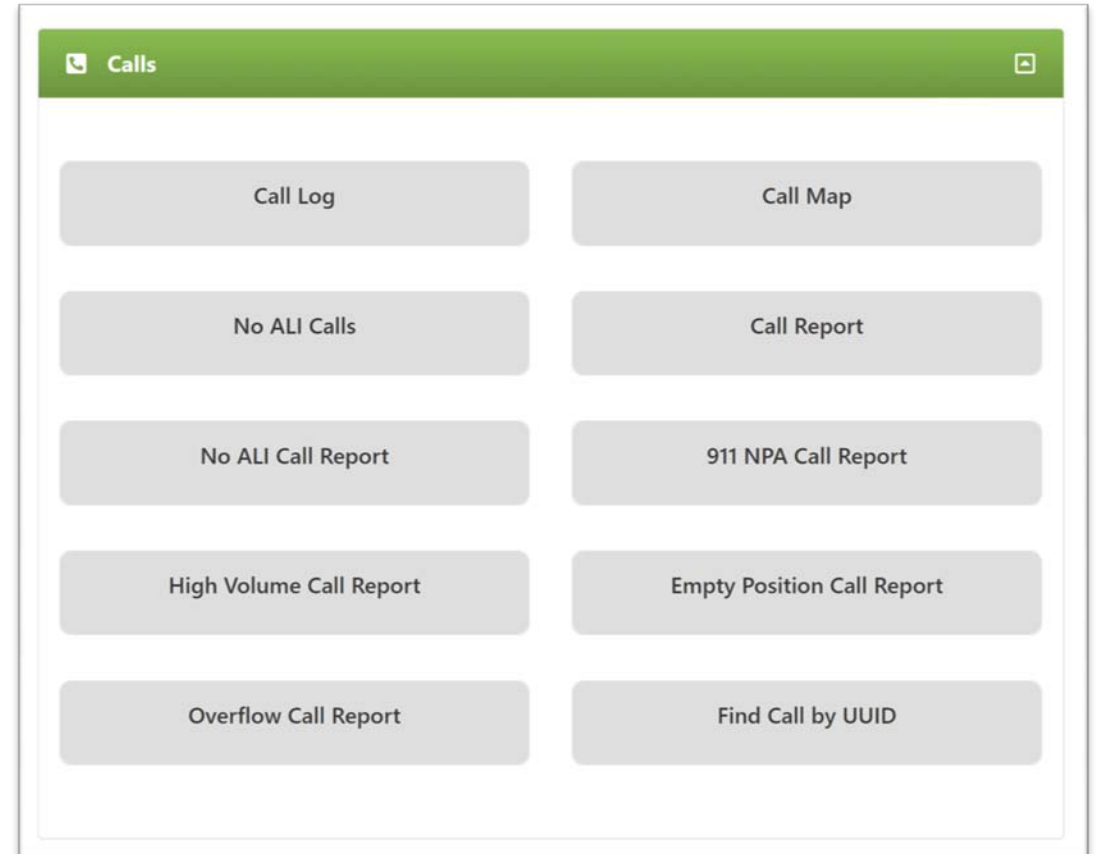 Calls
Call Log
Call Map
No ALI Calls
Call Report
No ALI Call Report
911 NPA Call Report
High Volume Call Report
Empty Position Call Report
Overflow Call Report
Find Call by UUID